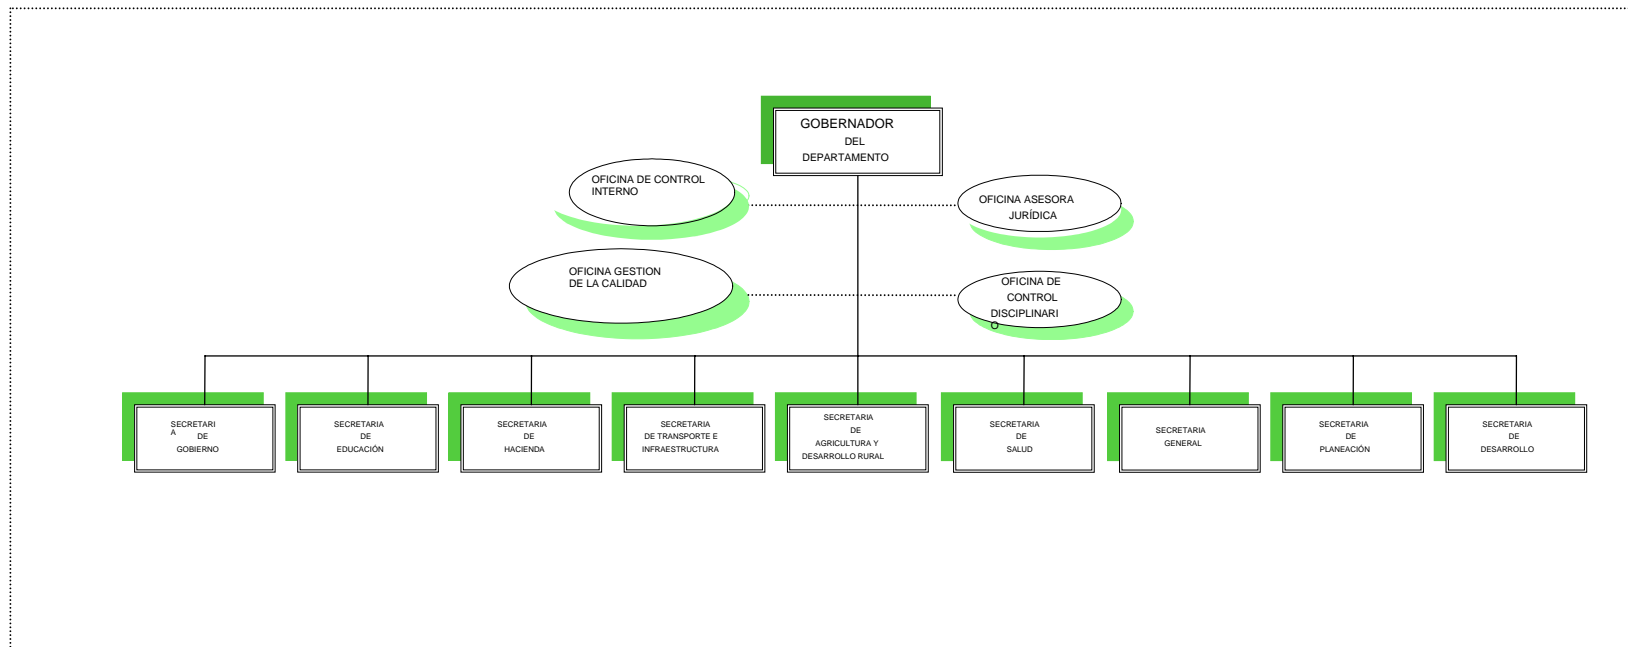 GOBERNADOR
DEL
DEPARTAMENTO
OFICINA DE CONTROL
INTERNO
OFICINA ASESORA
JURÍDICA
OFICINA GESTION
DE LA CALIDAD
OFICINA DE
CONTROL
DISCIPLINARI
O
SECRETARI
A
DE
GOBIERNO
SECRETARIA
DE
EDUCACIÓN
SECRETARIA
DE
HACIENDA
SECRETARIA
DE TRANSPORTE E
INFRAESTRUCTURA
SECRETARIA
DE
AGRICULTURA Y
DESARROLLO RURAL
SECRETARIA
DE
SALUD
SECRETARIA
GENERAL
SECRETARIA
DE
PLANEACIÓN
SECRETARIA
DE
DESARROLLO